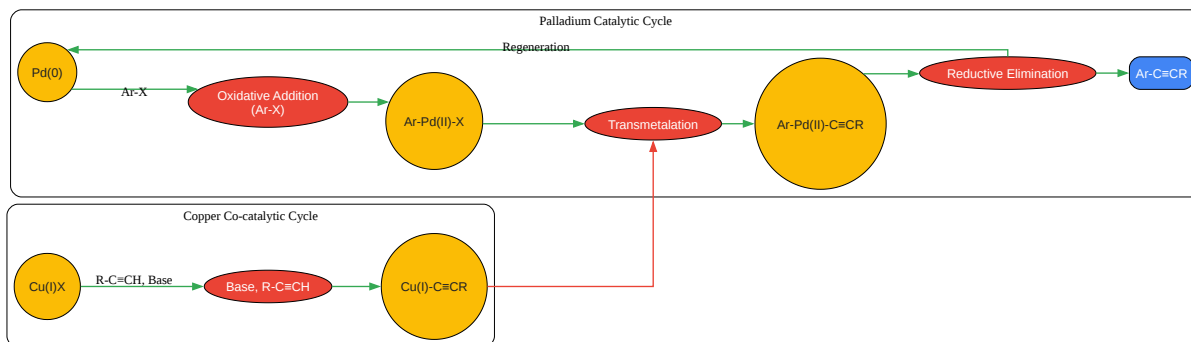 Palladium Catalytic Cycle
Regeneration
Pd(0)
Ar-X
Oxidative Addition
(Ar-X)
Ar-Pd(II)-X
Transmetalation
Ar-Pd(II)-C≡CR
Reductive Elimination
Ar-C≡CR
Copper Co-catalytic Cycle
Cu(I)X
R-C≡CH, Base
Base, R-C≡CH
Cu(I)-C≡CR